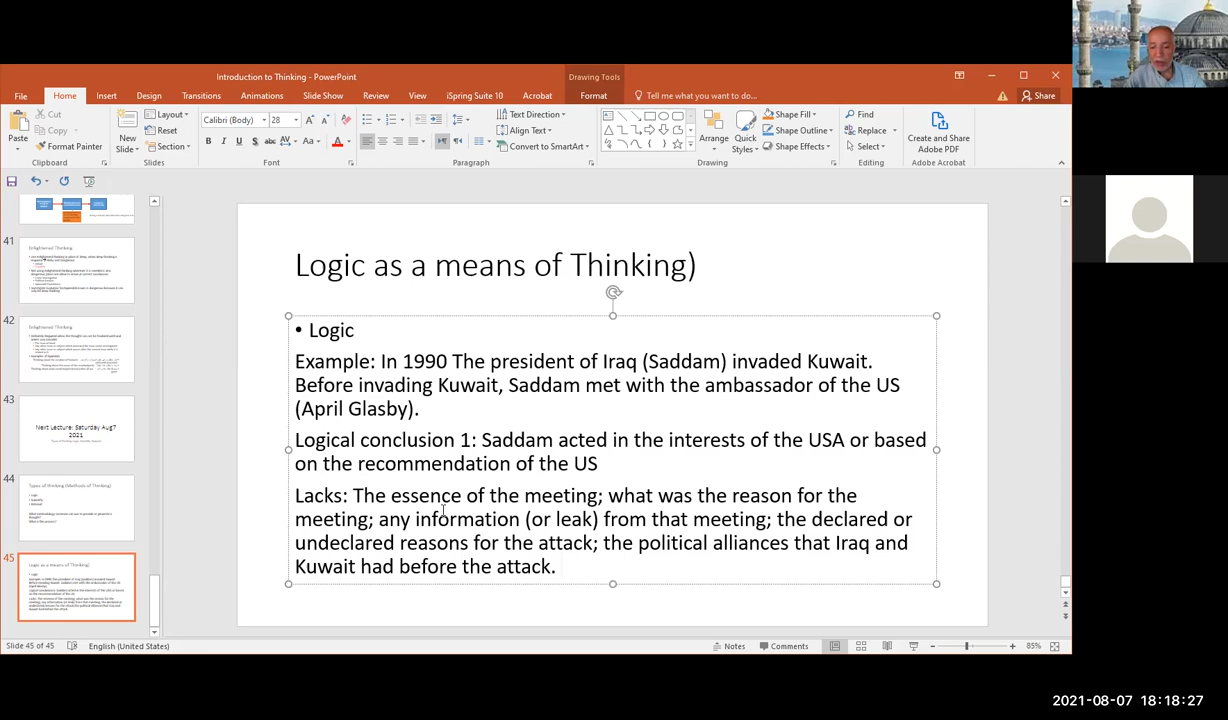 Introduction to Thinking - PowerPoint
Drawing Tools
File Home Insert Design Transitions Animations Slide Show Review View iSpring Suite 10 Acrobat Format Tell me what you want to do... Share
Paste
Cut
Copy
Format Painter
Clipboard
New Slide
Layout
Reset
Section
Slides
Calibri (Body) 28
B I U S abc AV Aa A
Font
Text Direction
Align Text
Convert to SmartArt
Paragraph
Arrange
Quick Styles
Shape Fill
Shape Outline
Shape Effects
Drawing
Find
Replace
Select
Editing
Create and Share Adobe PDF
Adobe Acrobat
41
Enlightened Thinking
42
Enlightened Thinking
43
Next Lecture: Saturday Aug7
2021
44
Types of thinking (Methods of Thinking)
45
Logic as a means of Thinking)
Logic as a means of Thinking)
• Logic
Example: In 1990 The president of Iraq (Saddam) invaded Kuwait.
Before invading Kuwait, Saddam met with the ambassador of the US
(April Glasby).
Logical conclusion 1: Saddam acted in the interests of the USA or based
on the recommendation of the US
Lacks: The essence of the meeting; what was the reason for the
meeting; any information (or leak) from that meeting; the declared or
undeclared reasons for the attack; the political alliances that Iraq and
Kuwait had before the attack.
Slide 45 of 45 English (United States) Notes Comments 85%
2021-08-07 18:18:27